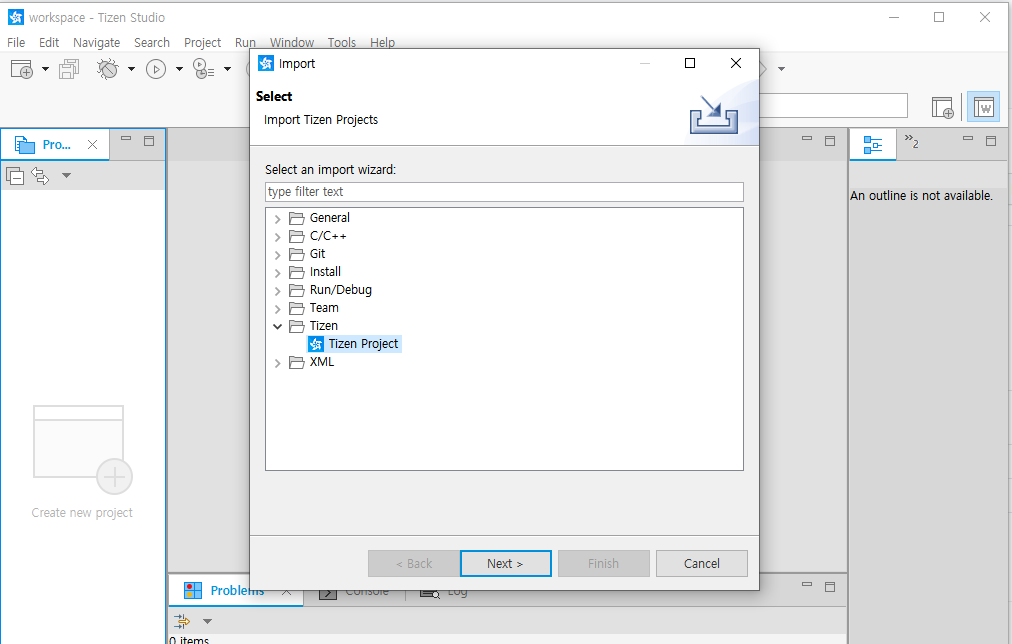 workspace - Tizen Studio
File Edit Navigate Search Project Run Window Tools Help
Import
Select
Import Tizen Projects
Pro...
2
Select an import wizard:
type filter text
An outline is not available.
General
C/C++
Git
Install
Run/Debug
Team
Tizen
Tizen Project
XML
Create new project
< Back Next > Finish Cancel
Problems Console Log
0 items